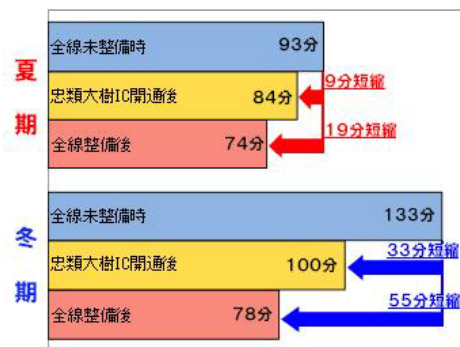 夏期
全線未整備時 93分
忠類大樹IC開通後 84分
9分短縮
全線整備後 74分
19分短縮
冬期
全線未整備時 133分
忠類大樹IC開通後 100分
33分短縮
全線整備後 78分
55分短縮